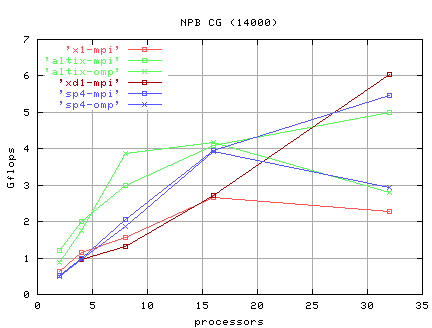 NPB CG (14000)
7
'x1-mpi'
'altix-mpi'
'altix-omp'
'xd1-mpi'
'sp4-mpi'
'sp4-omp'
6
5
4
Gflops
3
2
1
0
0 5 10 15 20 25 30 35
processors